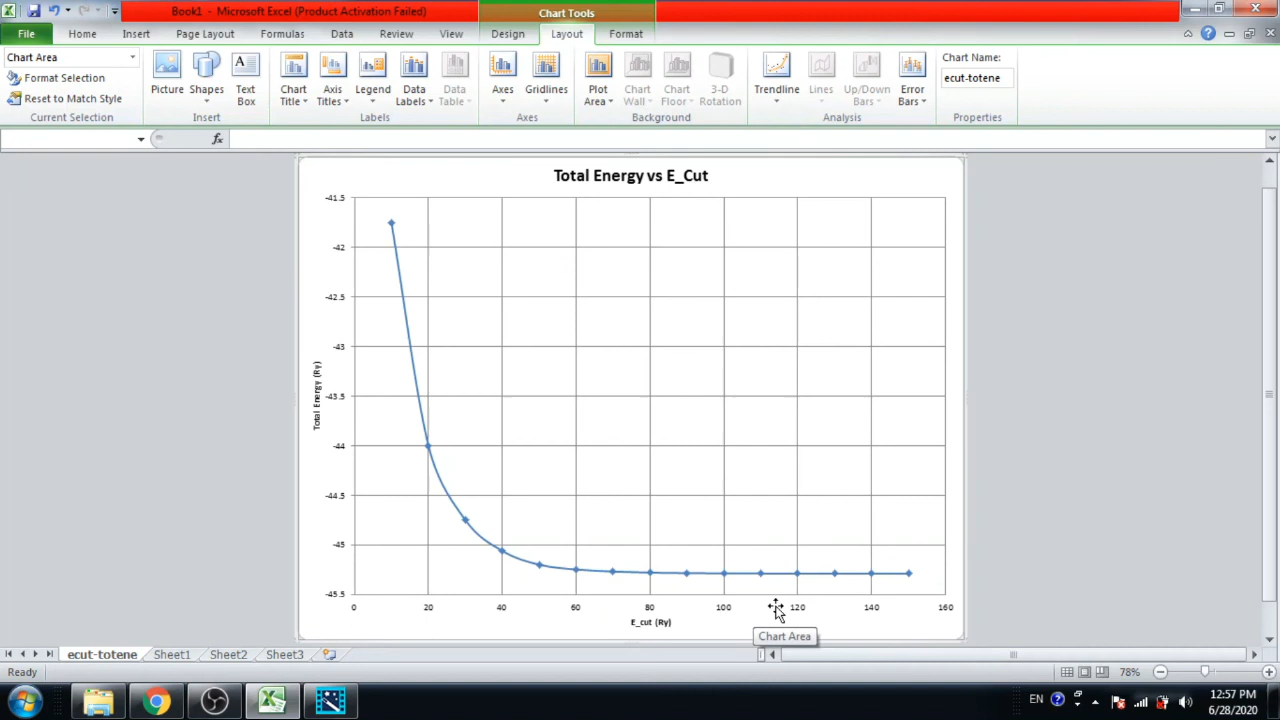 Book1 - Microsoft Excel (Product Activation Failed)
Chart Tools
File Home Insert Page Layout Formulas Data Review View Design Layout Format
Chart Area
Format Selection
Reset to Match Style
Current Selection
Picture Shapes Text Box
Insert
Chart Title Axis Titles Legend Data Labels Data Table
Labels
Axes Gridlines
Axes
Plot Area Chart Wall Chart Floor 3-D Rotation
Background
Trendline Lines Up/Down Bars Error Bars
Analysis
Chart Name:
ecut-totene
Properties
fx
Total Energy vs E_Cut
-41.5
-42
-42.5
-43
-43.5
-44
-44.5
-45
-45.5
Total Energy (Ry)
0 20 40 60 80 100 120 140 160
E_cut (Ry)
Chart Area
ecut-totene Sheet1 Sheet2 Sheet3
Ready
78%
EN
12:57 PM
6/28/2020